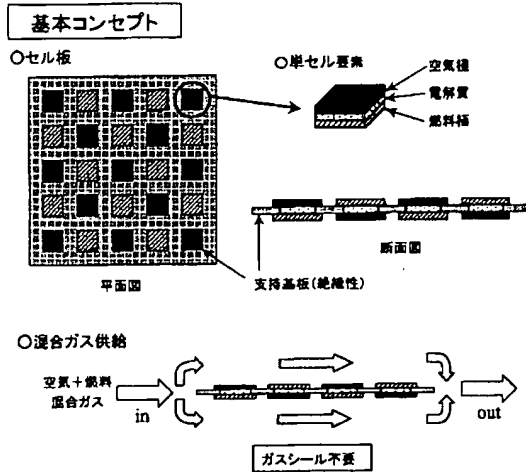 基本コンセプト
○セル板
○単セル要素
空気極
電解質
燃料極
平面図
断面図
支持基板(絶縁性)
○混合ガス供給
空気＋燃料
混合ガス
in
out
ガスシール不要